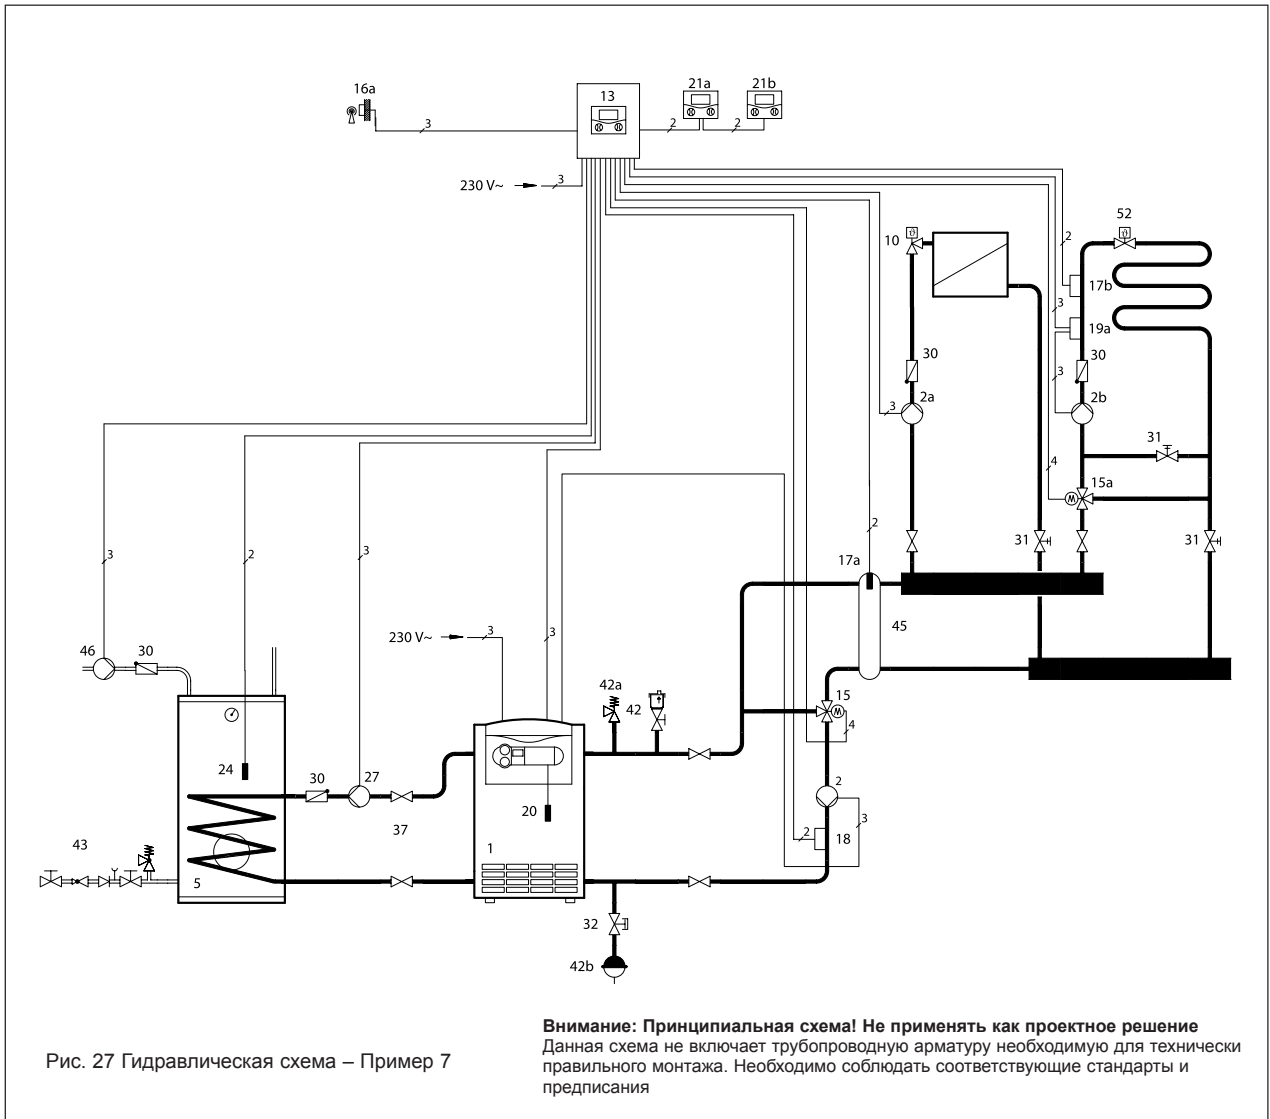 16a
13
21a
21b
3
2
2
230 V~
3
52
10
2
17b
3
19a
30
30
3
2a
2b
3
31
4
15a
3
2
3
2
31
31
17a
45
230 V~
3
3
46
30
42a
42
15
4
24
30
27
2
20
3
37
2
18
43
1
5
32
42b
Рис. 27 Гидравлическая схема – Пример 7
Внимание: Принципиальная схема! Не применять как проектное решение
Данная схема не включает трубопроводную арматуру необходимую для технически
правильного монтажа. Необходимо соблюдать соответствующие стандарты и
предписания